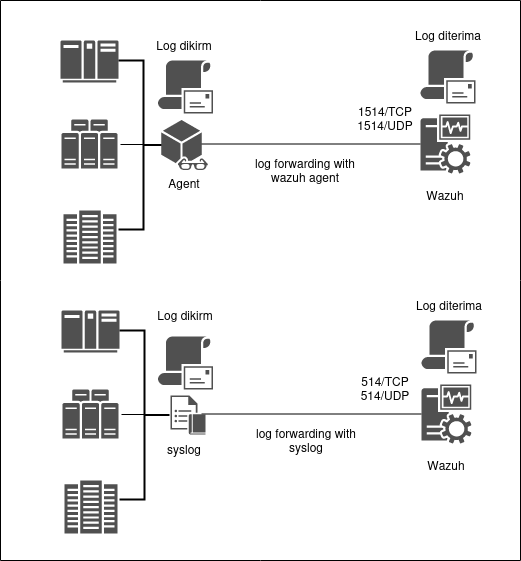 Log dikirm
Log diterima
1514/TCP
1514/UDP
log forwarding with
wazuh agent
Agent
Wazuh
Log dikirm
Log diterima
514/TCP
514/UDP
log forwarding with
syslog
syslog
Wazuh